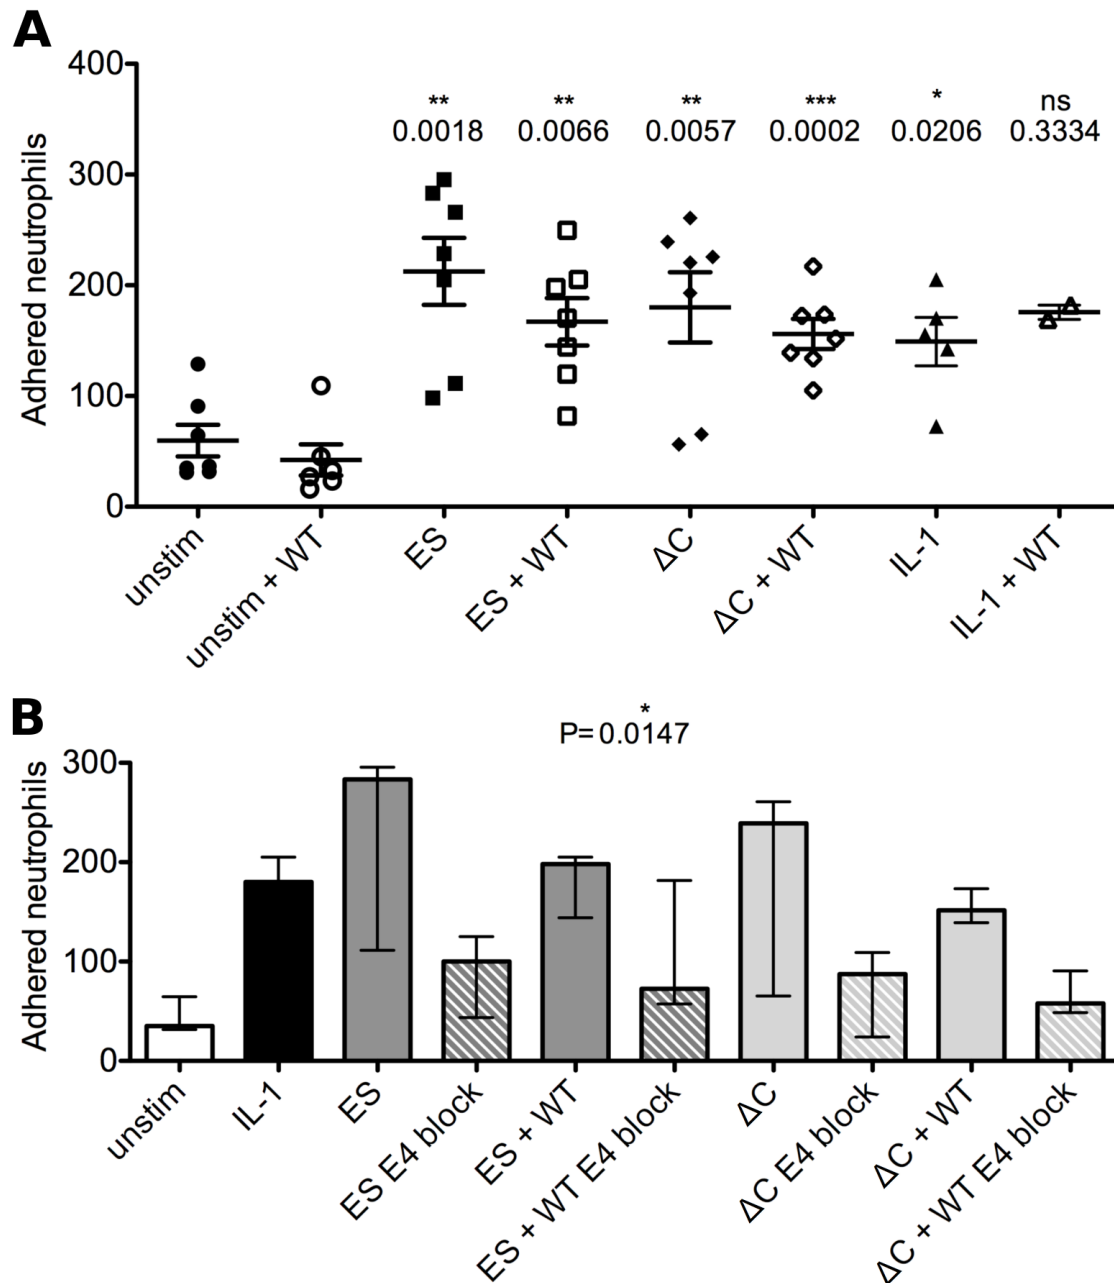 A
400
300
200
100
0
Adhered neutrophils
** ** ** *** * ns
0.0018 0.0066 0.0057 0.0002 0.0206 0.3334
unstim
unstim + WT
ES
ES + WT
ΔC
ΔC + WT
IL-1
IL-1 + WT
B
*
P= 0.0147
300
200
100
0
Adhered neutrophils
unstim
IL-1
ES
ES E4 block
ES + WT
ES + WT E4 block
ΔC
ΔC E4 block
ΔC + WT
ΔC + WT E4 block